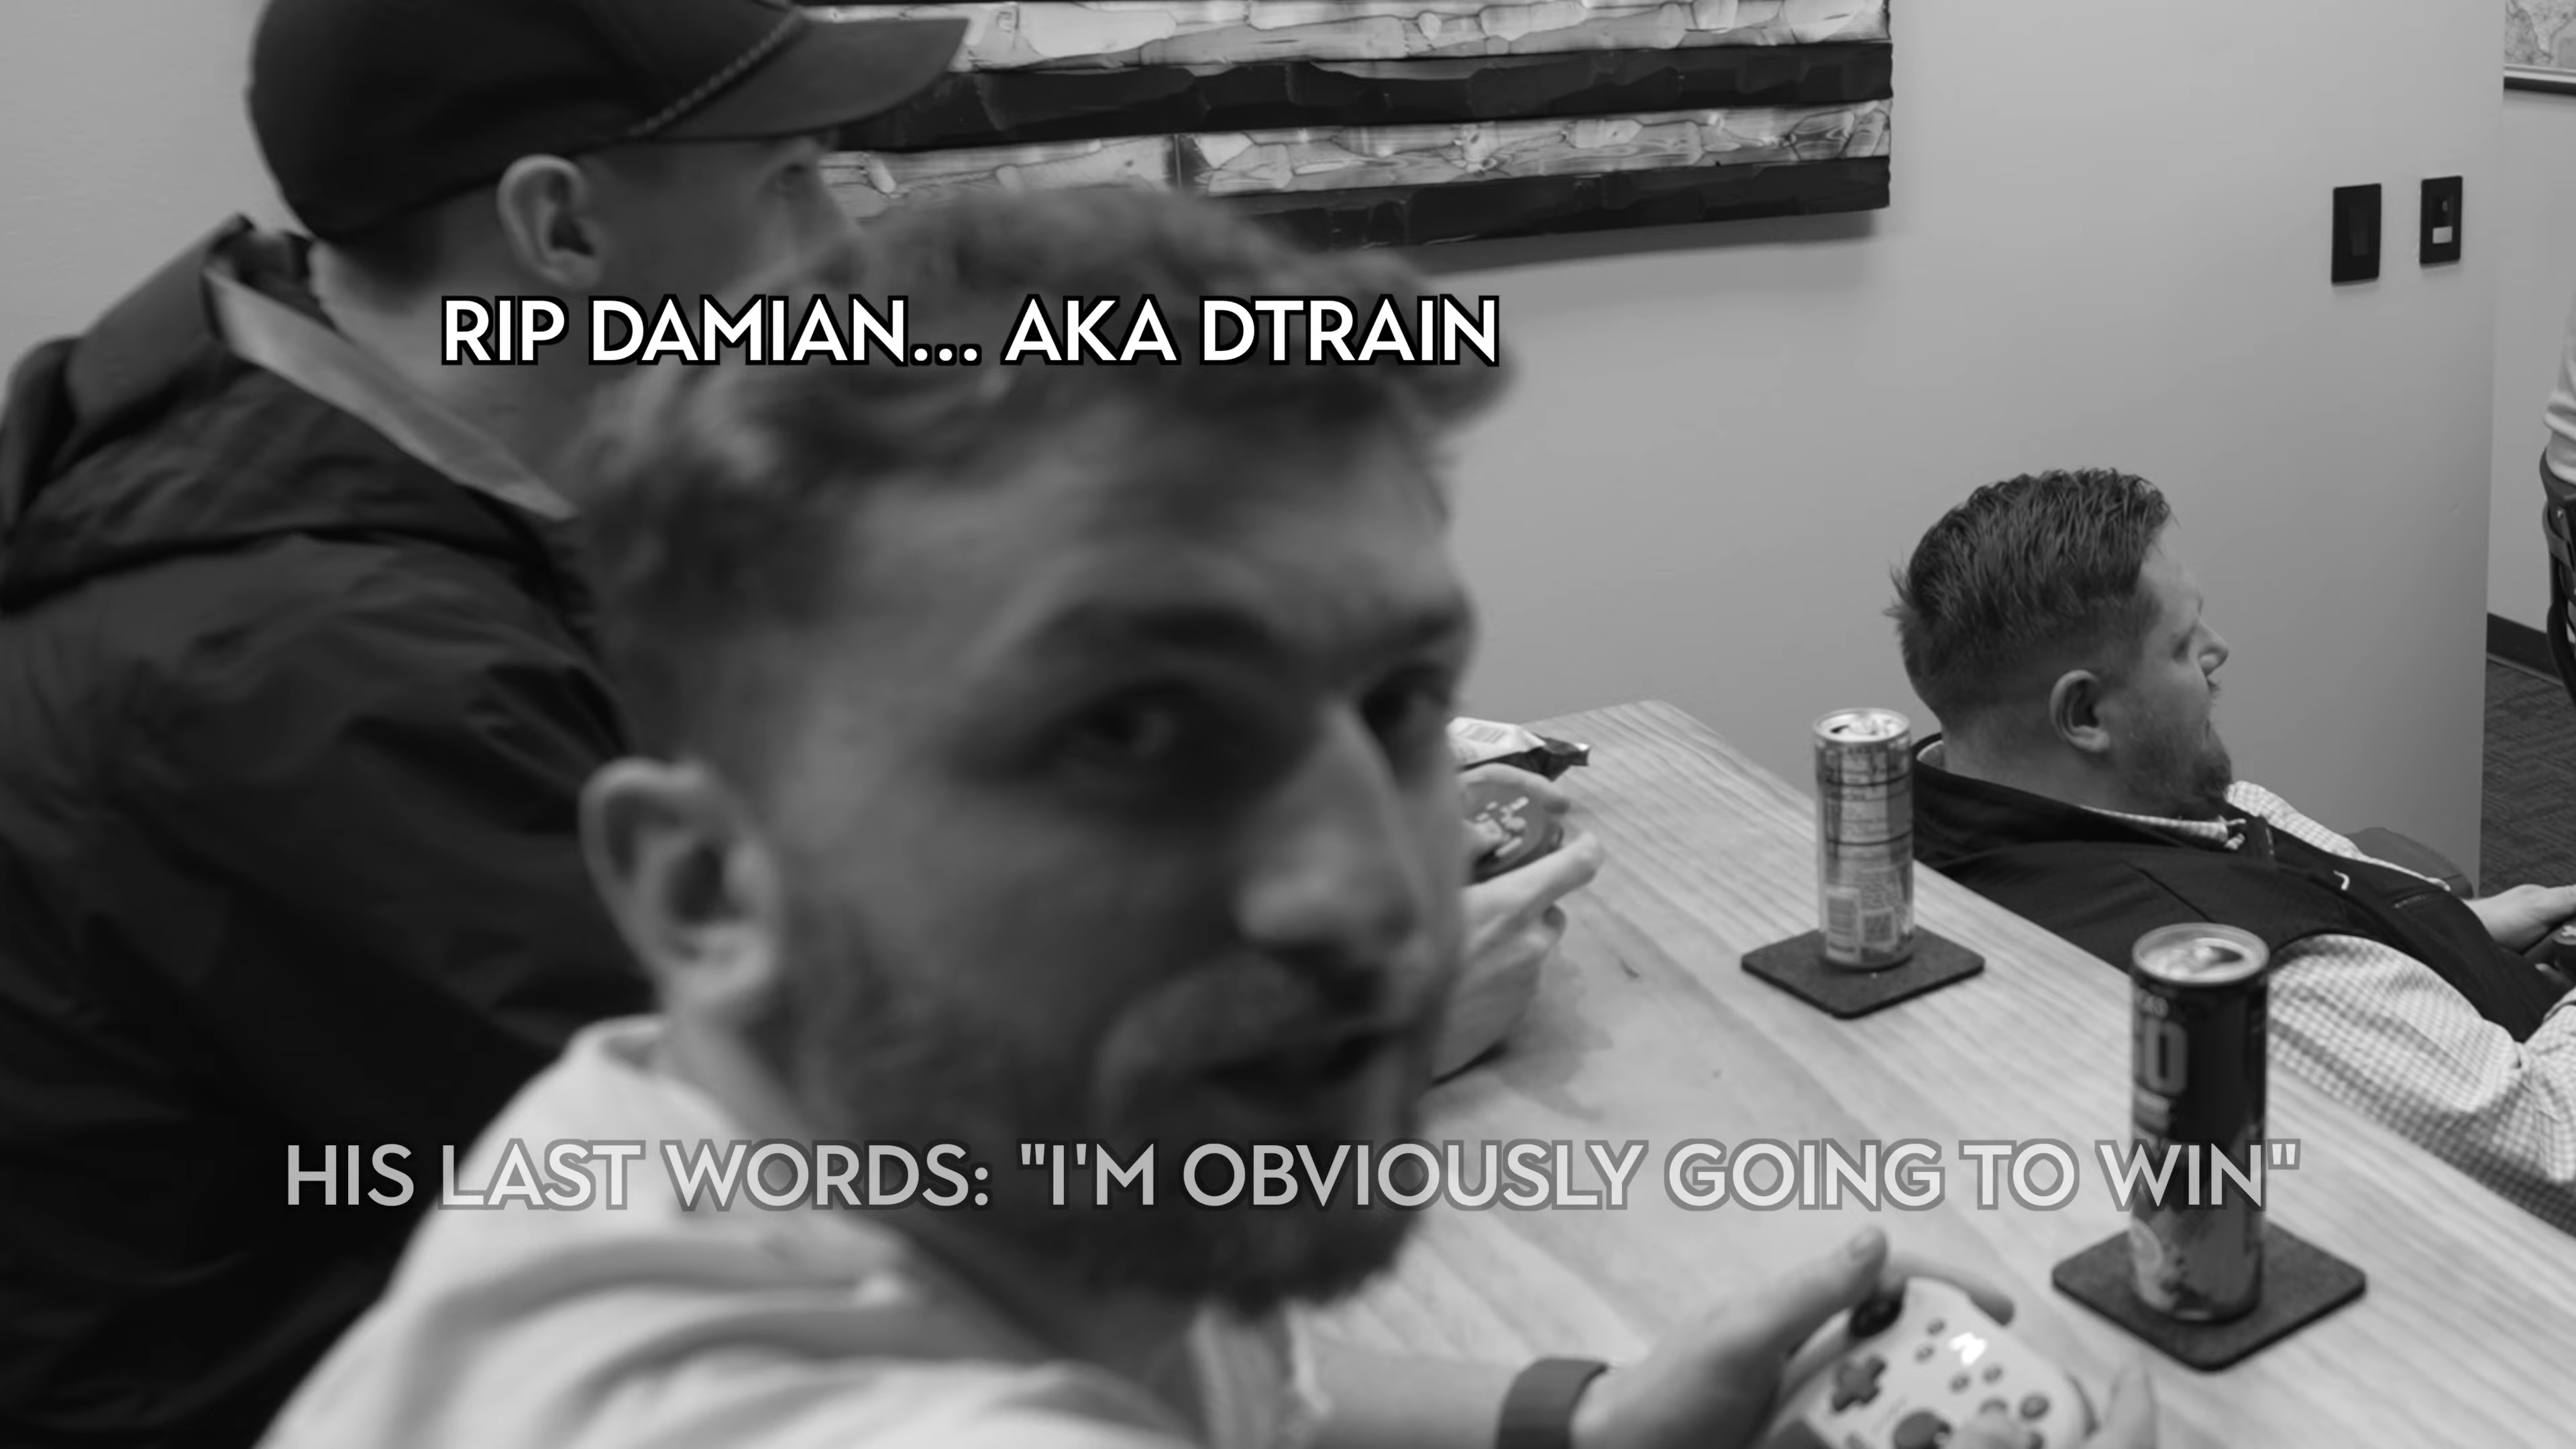 RIP DAMIAN... AKA DTRAIN
HIS LAST WORDS: "I'M OBVIOUSLY GOING TO WIN"